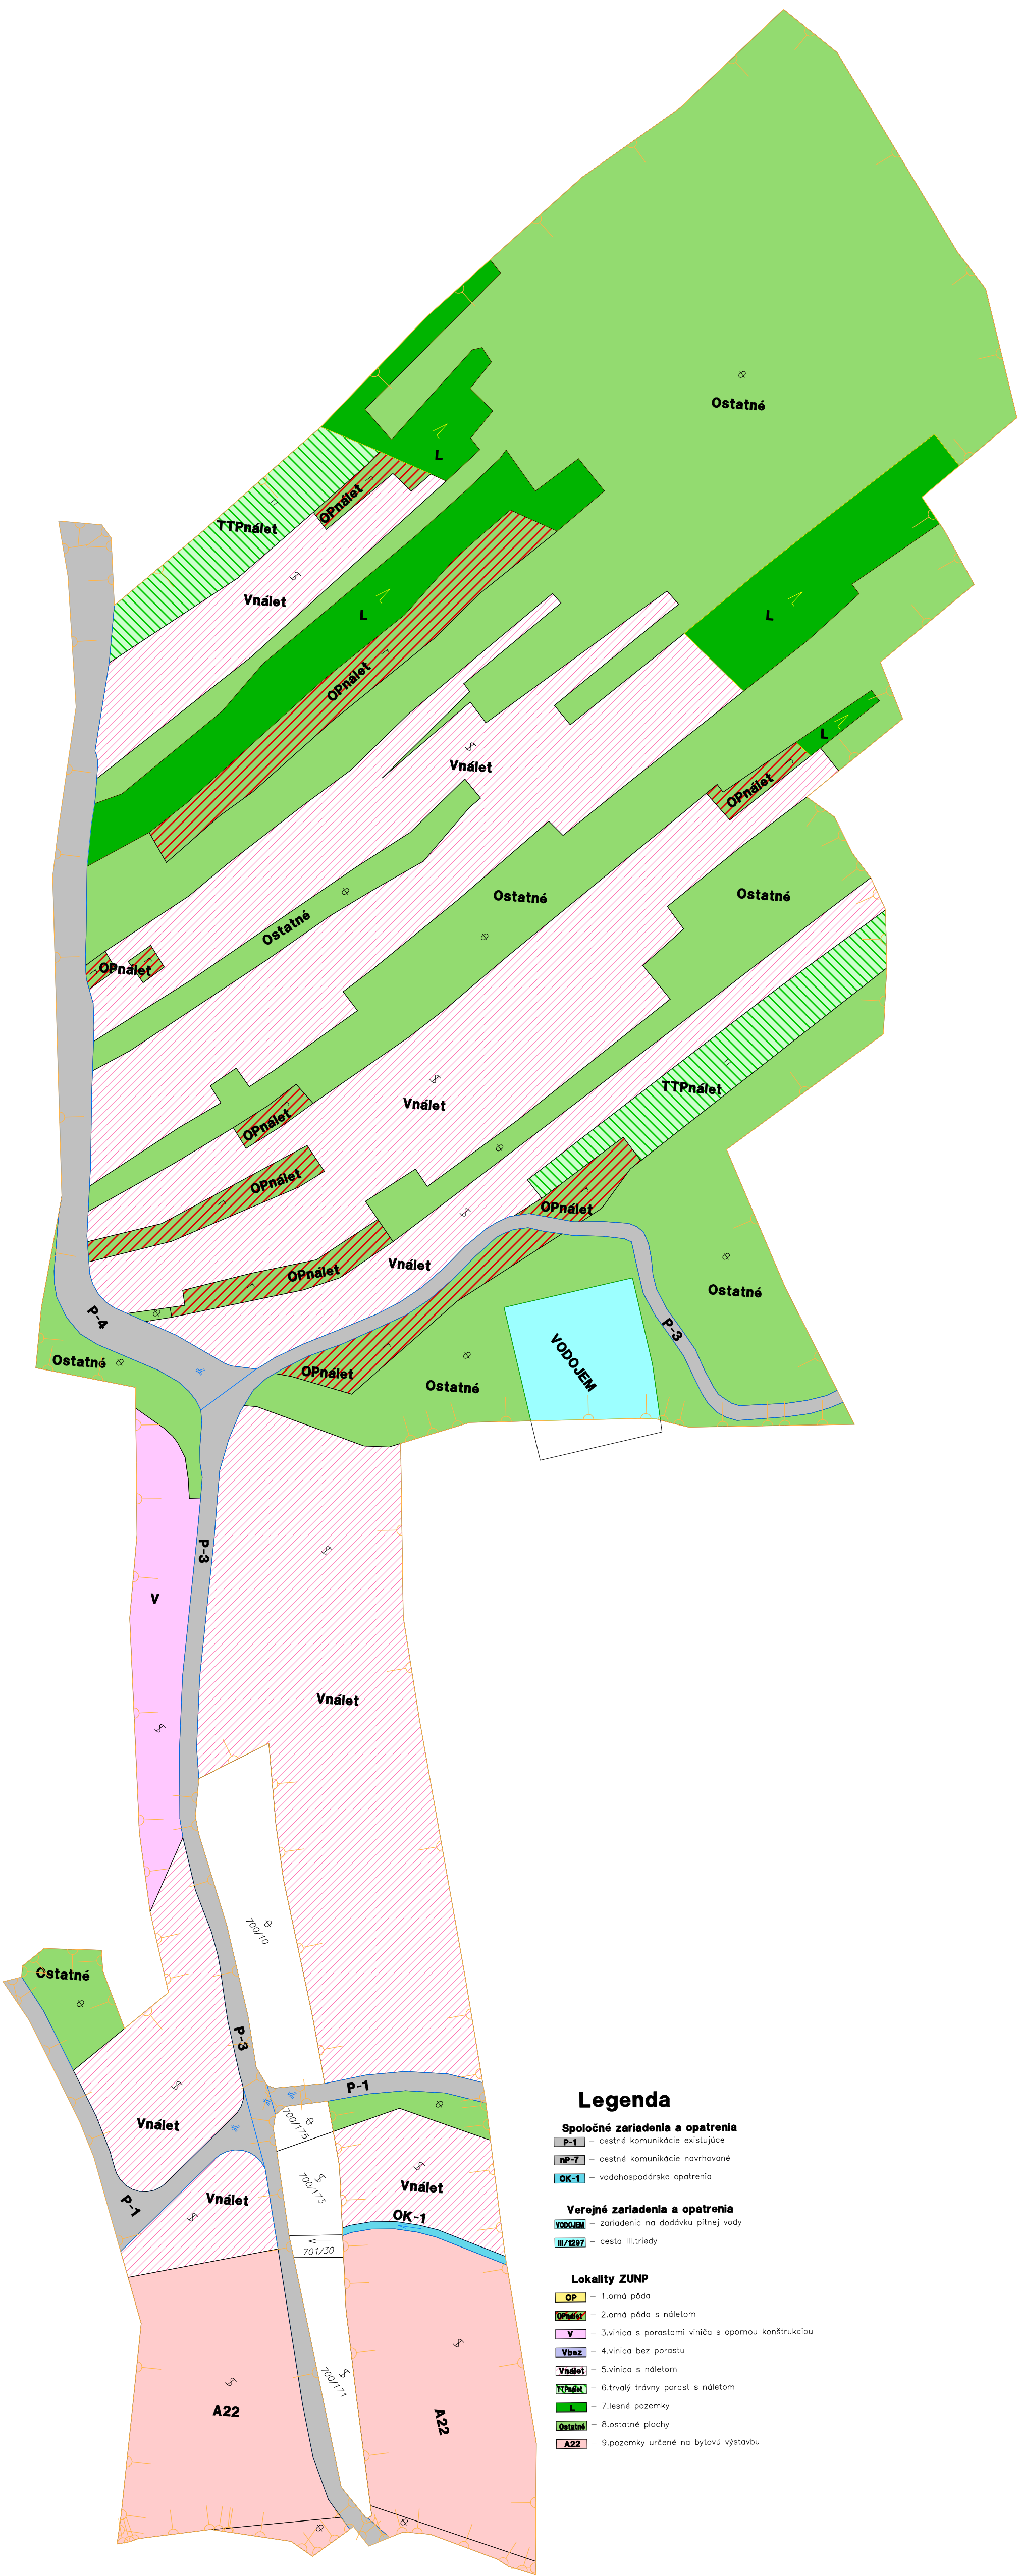 Ostatné
L
OPnálet
TTPnálet
Vnálet
L
L
OPnálet
L
Vnálet
OPnálet
Ostatné
Ostatné
Ostatné
OPnálet
TTPnálet
Vnálet
OPnálet
OPnálet
OPnálet
Vnálet
OPnálet
Ostatné
P-4
P-3
VODOJEM
Ostatné
OPnálet
Ostatné
P-3
V
Vnálet
700/10
Ostatné
P-3
P-1
700/175
Vnálet
700/173
Vnálet
Vnálet
P-1
OK-1
701/30
700/171
A22
A22
Legenda
Spoločné zariadenia a opatrenia
P-1 – cestné komunikácie existujúce
nP-7 – cestné komunikácie navrhované
OK-1 – vodohospodárske opatrenia
Verejné zariadenia a opatrenia
VODOJEM – zariadenia na dodávku pitnej vody
III/1297 – cesta III.triedy
Lokality ZUNP
OP – 1.orná pôda
OPnálet – 2.orná pôda s náletom
V – 3.vinica s porastami viniča s opornou konštrukciou
Vbez – 4.vinica bez porastu
Vnálet – 5.vinica s náletom
TTPnálet – 6.trvalý trávny porast s náletom
L – 7.lesné pozemky
Ostatné – 8.ostatné plochy
A22 – 9.pozemky určené na bytovú výstavbu